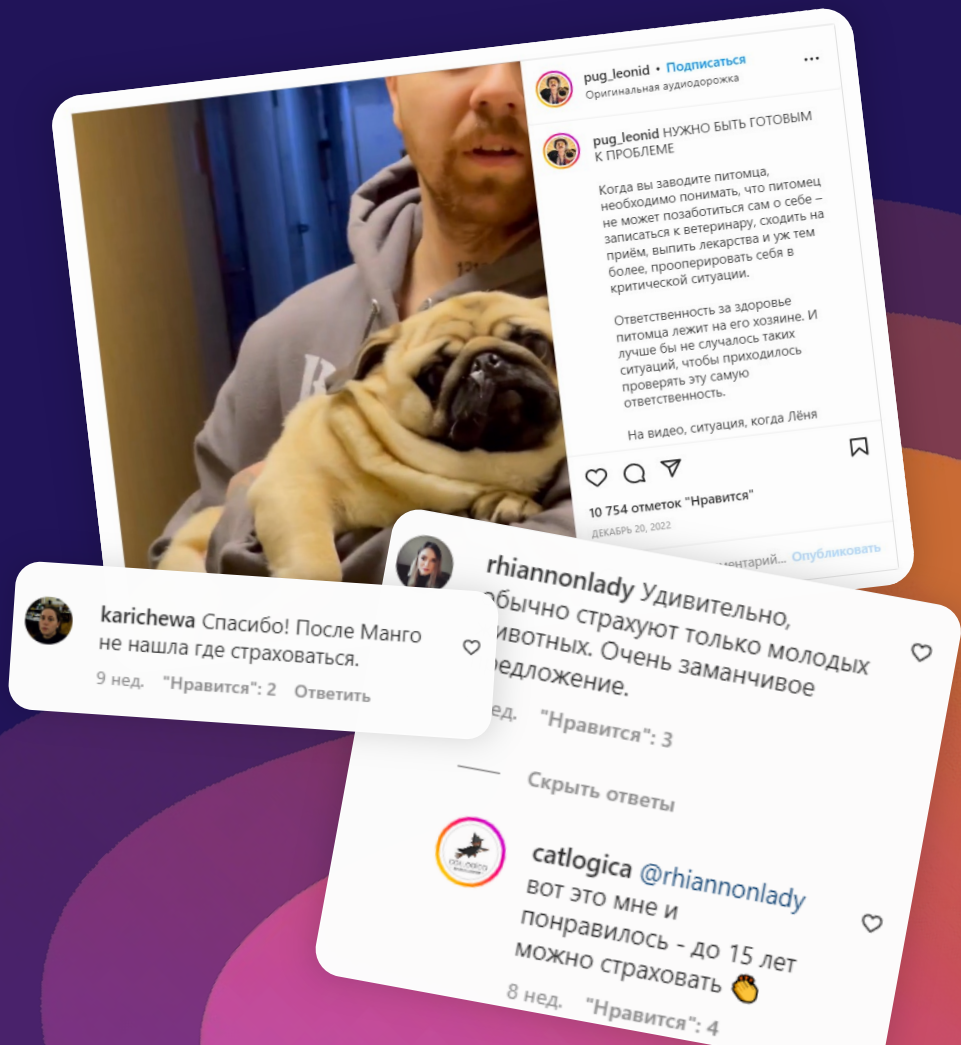 pug_leonid • Подписаться
Оригинальная аудиодорожка
pug_leonid НУЖНО БЫТЬ ГОТОВЫМ
К ПРОБЛЕМЕ
Когда вы заводите питомца,
необходимо понимать, что питомец
не может позаботиться сам о себе –
записаться к ветеринару, сходить на
приём, выпить лекарства и уж тем
более, прооперировать себя в
критической ситуации.
Ответственность за здоровье
питомца лежит на его хозяине. И
лучше бы не случалось таких
ситуаций, чтобы приходилось
проверять эту самую
ответственность.
На видео, ситуация, когда Лёня
10 754 отметок "Нравится"
ДЕКАБРЬ 20, 2022
Опубликовать
karichewa Спасибо! После Манго
не нашла где страховаться.
9 нед. "Нравится": 2 Ответить
rhiannonlady Удивительно,
обычно страхуют только молодых
ивотных. Очень заманчивое
редложение.
ед. "Нравится": 3
Скрыть ответы
catlogica @rhiannonlady
вот это мне и
понравилось - до 15 лет
можно страховать 👏
8 нед. "Нравится": 4